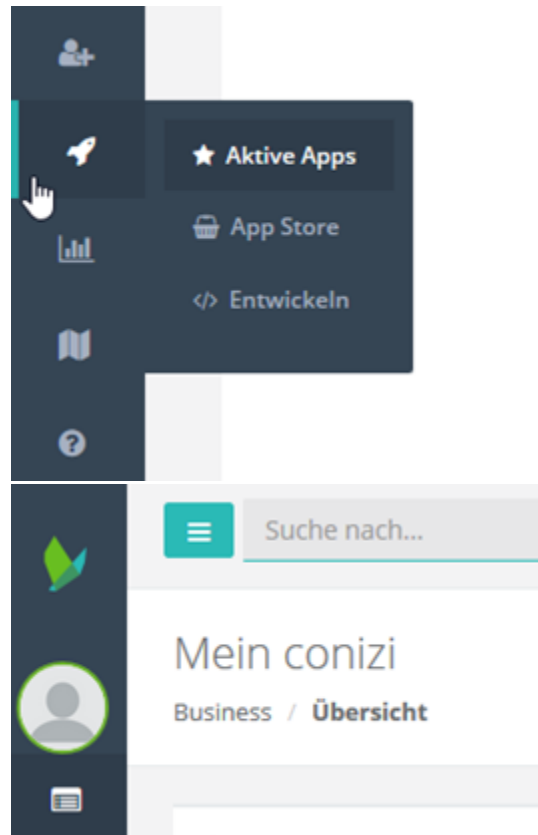 Aktive Apps
App Store
Entwickeln
Suche nach...
Mein conizi
Business / Übersicht